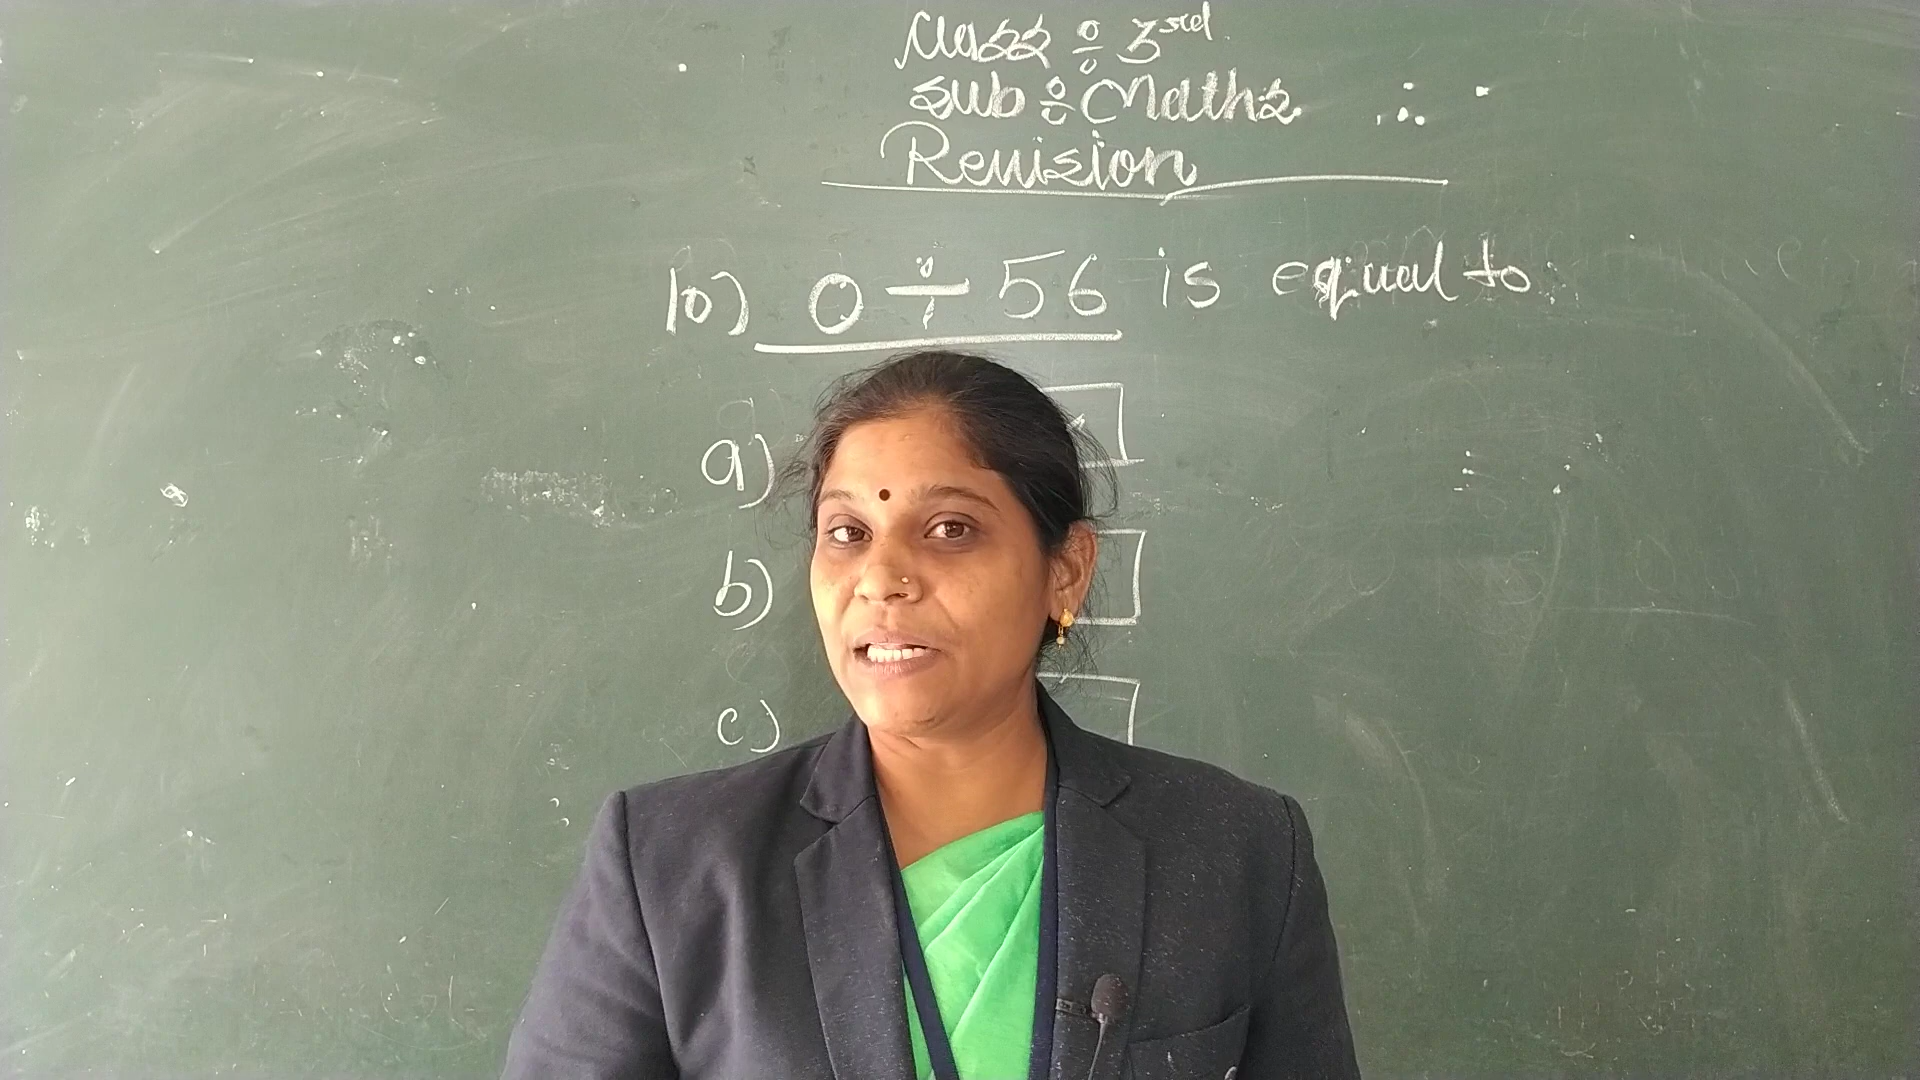 Class ÷ 3rd
Sub ÷ Maths
Revision
10) 0 ÷ 56 is equal to
a)
b)
c)